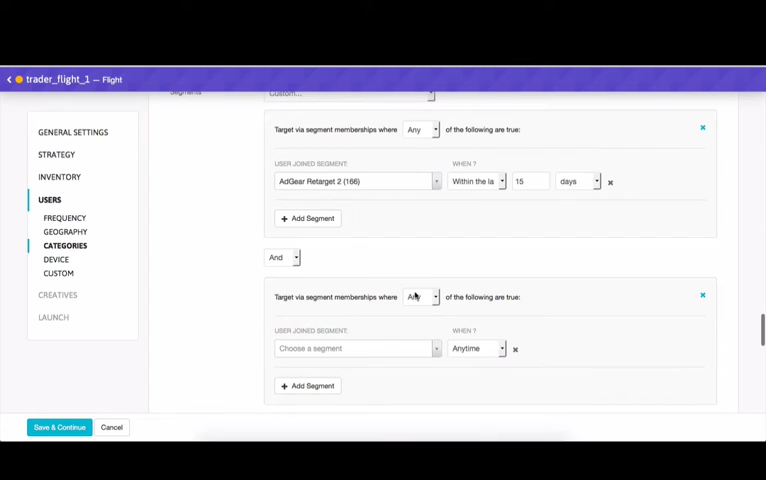 trader_flight_1 — Flight
Segments
Custom...
GENERAL SETTINGS
STRATEGY
INVENTORY
USERS
FREQUENCY
GEOGRAPHY
CATEGORIES
DEVICE
CUSTOM
CREATIVES
LAUNCH
Target via segment memberships where Any of the following are true:
USER JOINED SEGMENT: WHEN ?
AdGear Retarget 2 (166) Within the la 15 days
+ Add Segment
And
Target via segment memberships where Any of the following are true:
USER JOINED SEGMENT: WHEN ?
Choose a segment Anytime
+ Add Segment
Save & Continue Cancel